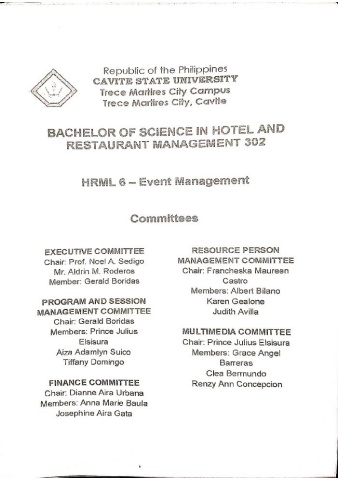 Republic of the Philippines
CAVITE STATE UNIVERSITY
Trece Martires City Campus
Trece Martires City, Cavite
BACHELOR OF SCIENCE IN HOTEL AND
RESTAURANT MANAGEMENT 302
HRML 6 – Event Management
Committees
EXECUTIVE COMMITTEE
Chair: Prof. Noel A. Sedigo
Mr. Aldrin M. Roderos
Member: Gerald Boridas
PROGRAM AND SESSION
MANAGEMENT COMMITTEE
Chair: Gerald Boridas
Members: Prince Julius
Elsisura
Aiza Adamlyn Suico
Tiffany Domingo
FINANCE COMMITTEE
Chair: Dianne Aira Urbana
Members: Anna Marie Baula
Josephine Aira Gata
RESOURCE PERSON
MANAGEMENT COMMITTEE
Chair: Francheska Maurean
Castro
Members: Albert Bilano
Karen Gealone
Judith Avilla
MULTIMEDIA COMMITTEE
Chair: Prince Julius Elsisura
Members: Grace Angel
Barreras
Clea Bermundo
Renzy Ann Concepcion